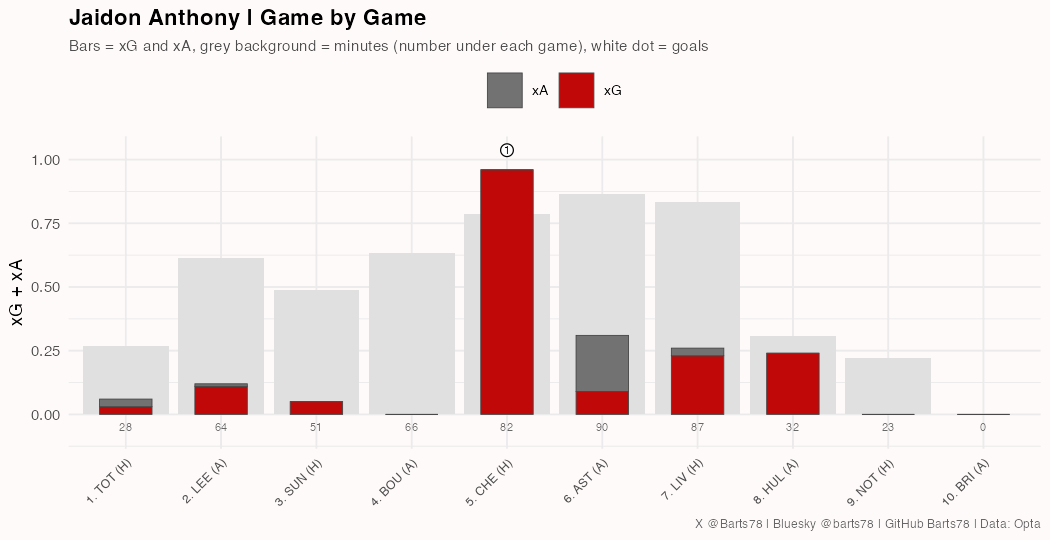 Jaidon Anthony | Game by Game
Bars = xG and xA, grey background = minutes (number under each game), white dot = goals
xA xG
xG + xA
1.00
0.75
0.50
0.25
0.00
1
28 64 51 66 82 90 87 32 23 0
1. TOT (H) 2. LEE (A) 3. SUN (H) 4. BOU (A) 5. CHE (H) 6. AST (A) 7. LIV (H) 8. HUL (A) 9. NOT (H) 10. BRI (A)
X @Barts78 | Bluesky @barts78 | GitHub Barts78 | Data: Opta